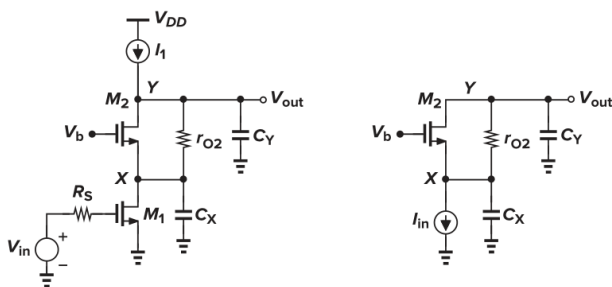 V_DD
I_1
Y
M_2
V_out
V_b
r_O2
C_Y
X
R_S
M_1
C_X
V_in
+
−
Y
M_2
V_out
V_b
r_O2
C_Y
X
I_in
C_X